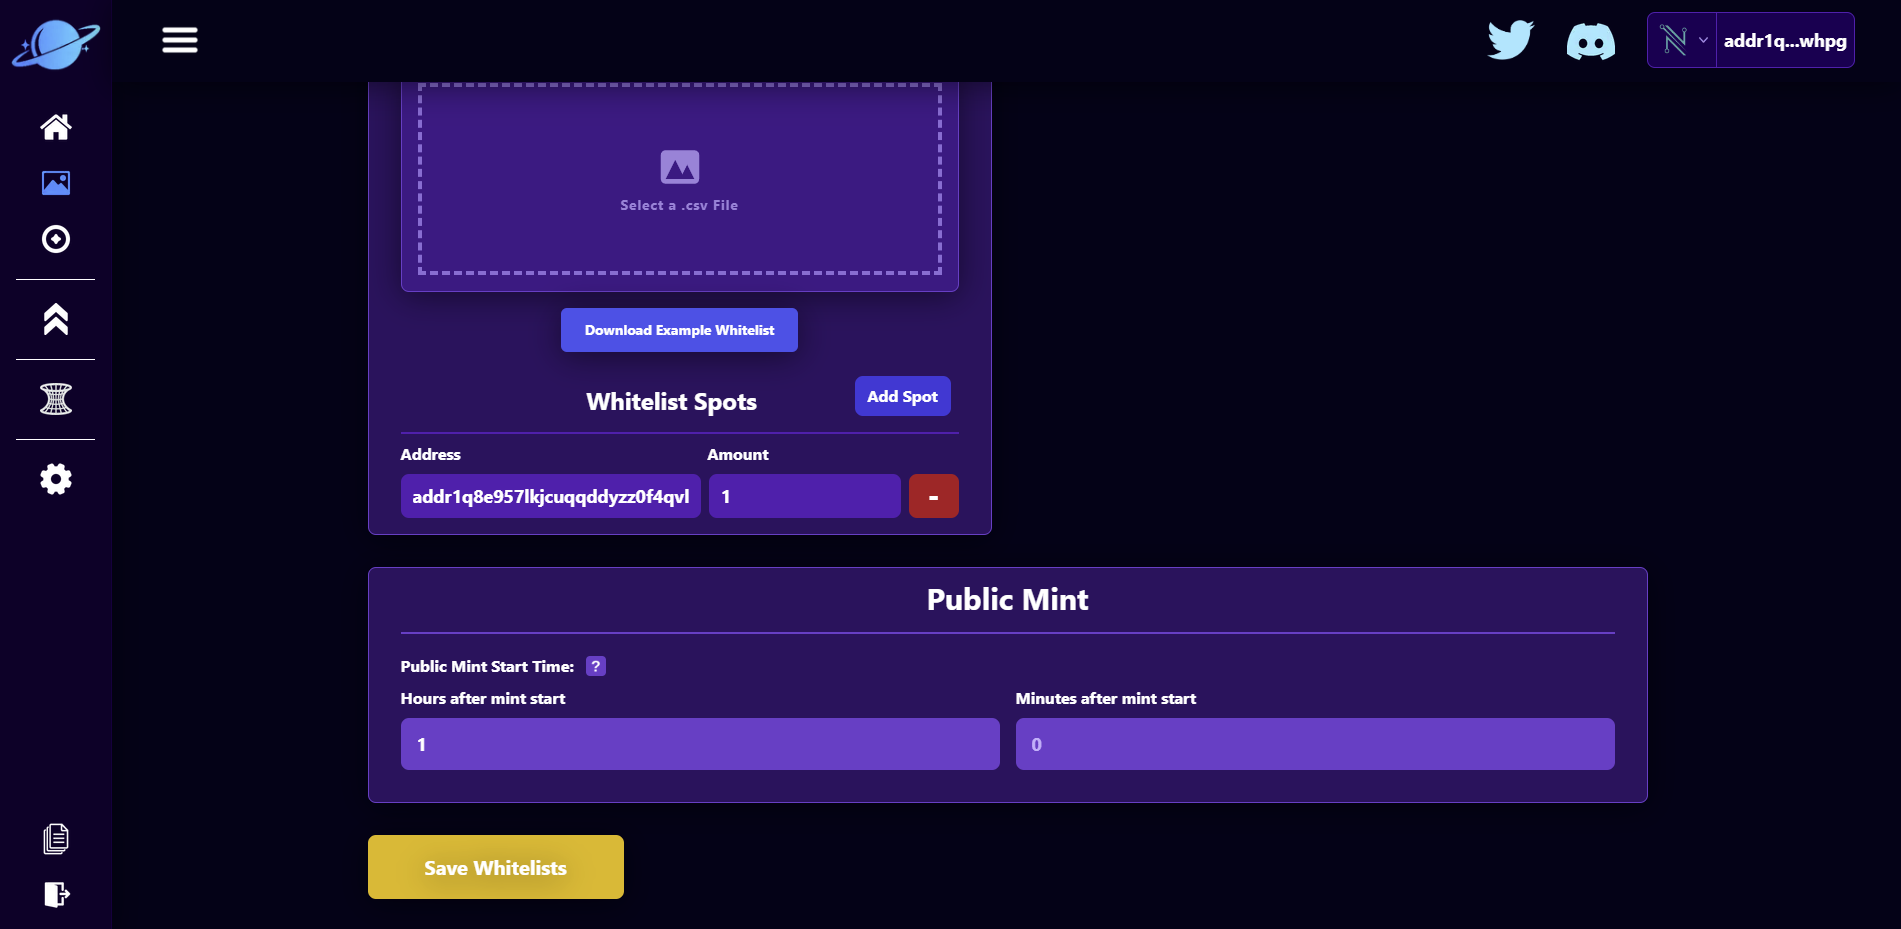 addr1q...whpg
Select a .csv File
Download Example Whitelist
Whitelist Spots
Add Spot
Address
Amount
addr1q8e957lkjcuqqddyzz0f4qvl
1
-
Public Mint
Public Mint Start Time: ?
Hours after mint start
Minutes after mint start
1
0
Save Whitelists